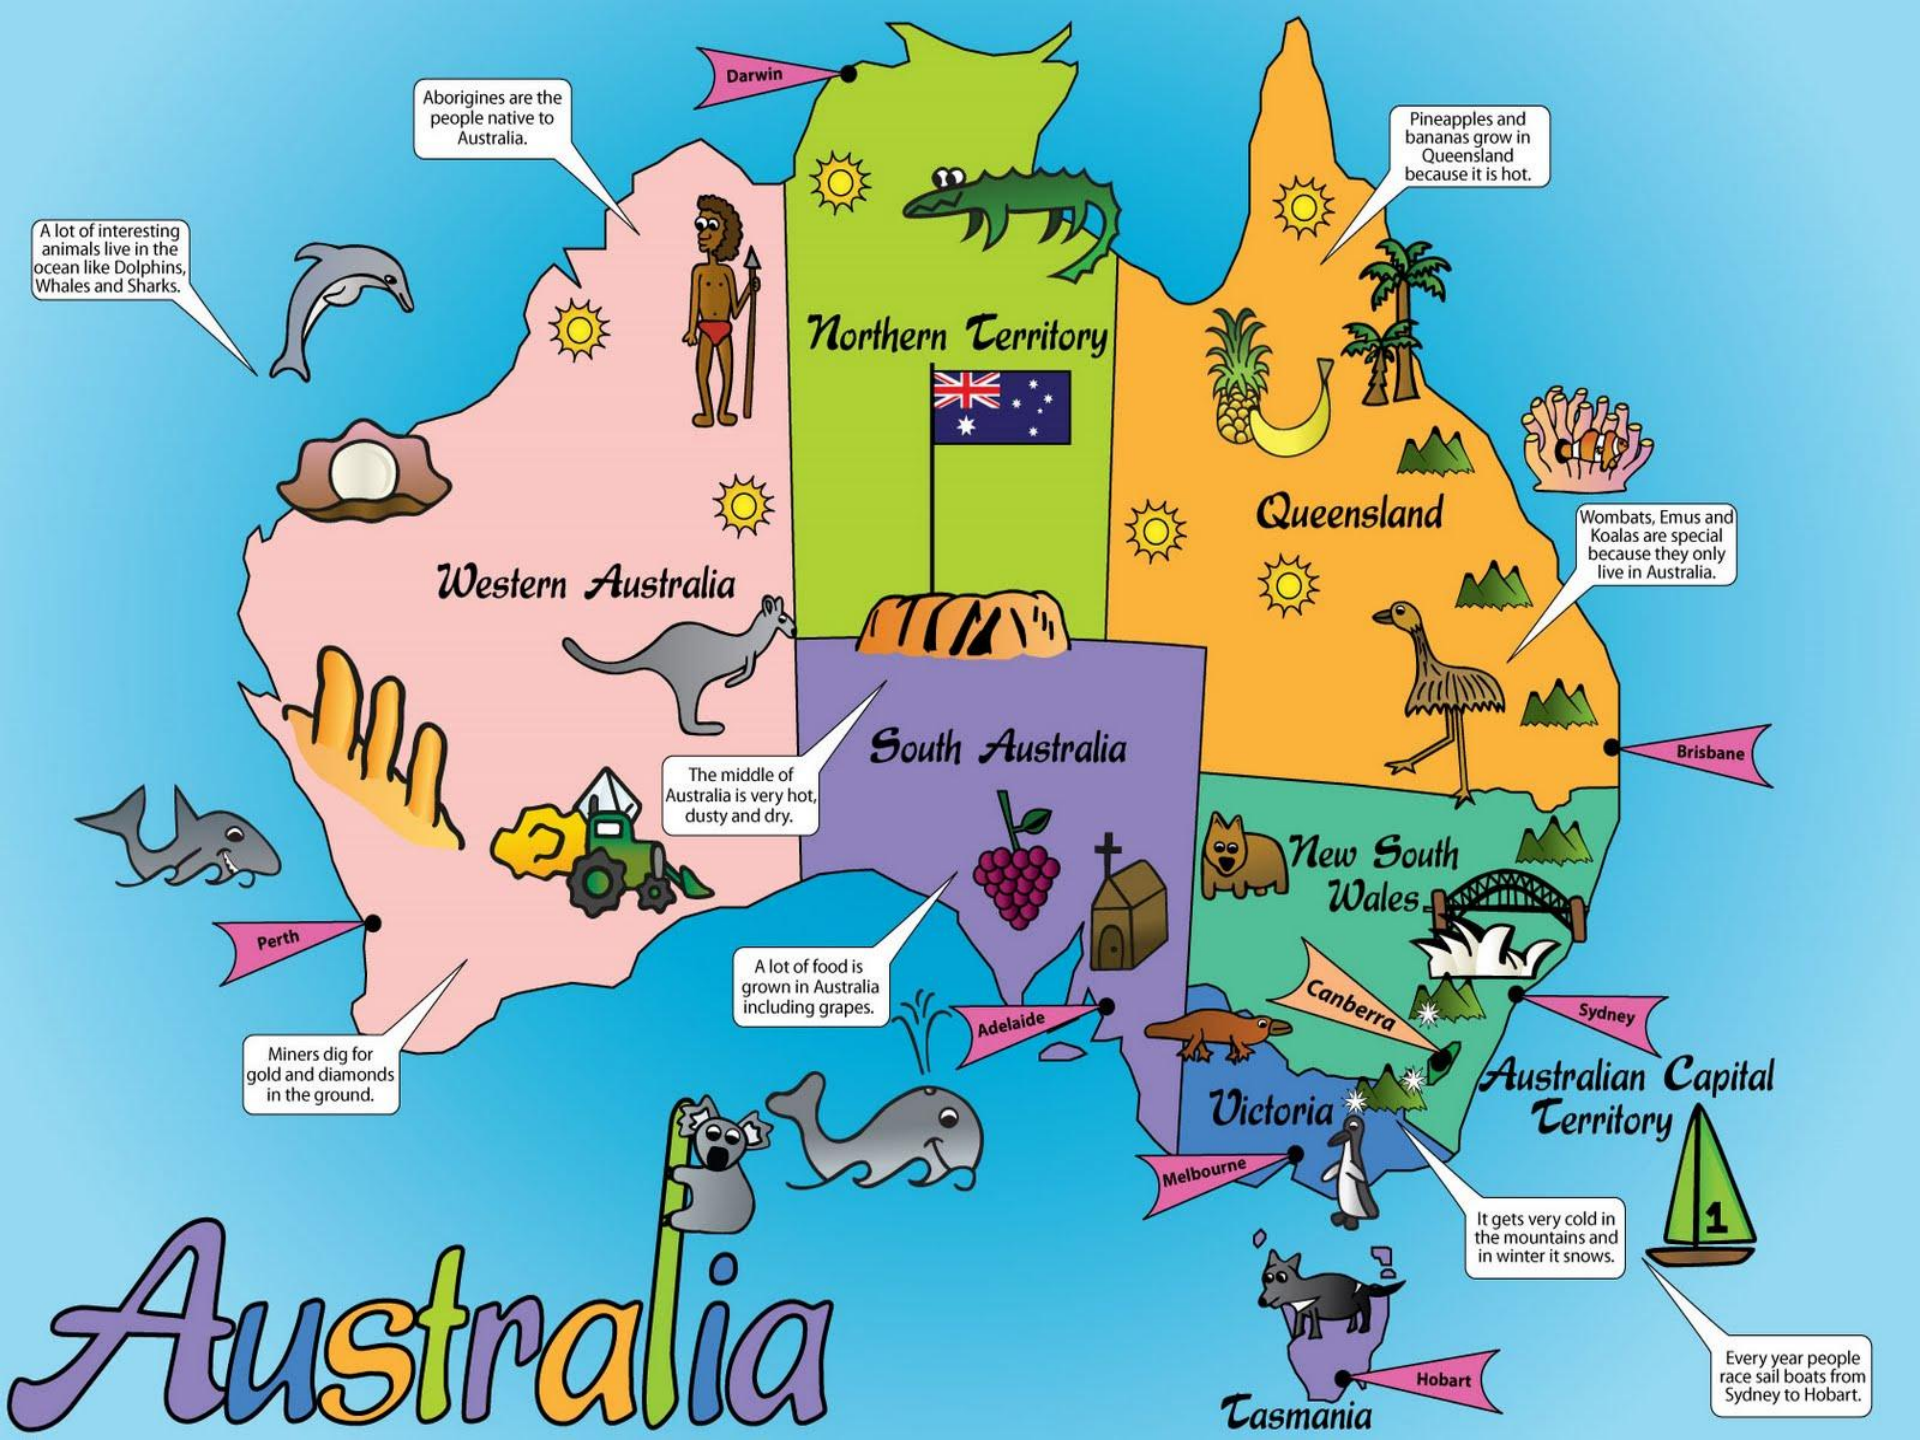 Darwin
Aborigines are the
people native to
Australia.
Pineapples and
bananas grow in
Queensland
because it is hot.
A lot of interesting
animals live in the
ocean like Dolphins,
Whales and Sharks.
Northern Territory
Queensland
Wombats, Emus and
Koalas are special
because they only
live in Australia.
Western Australia
South Australia
Brisbane
The middle of
Australia is very hot,
dusty and dry.
New South
Wales
Perth
A lot of food is
grown in Australia
including grapes.
Adelaide
Canberra
Sydney
Miners dig for
gold and diamonds
in the ground.
Australian Capital
Territory
Victoria
Melbourne
It gets very cold in
the mountains and
in winter it snows.
1
Australia
Every year people
race sail boats from
Sydney to Hobart.
Hobart
Tasmania